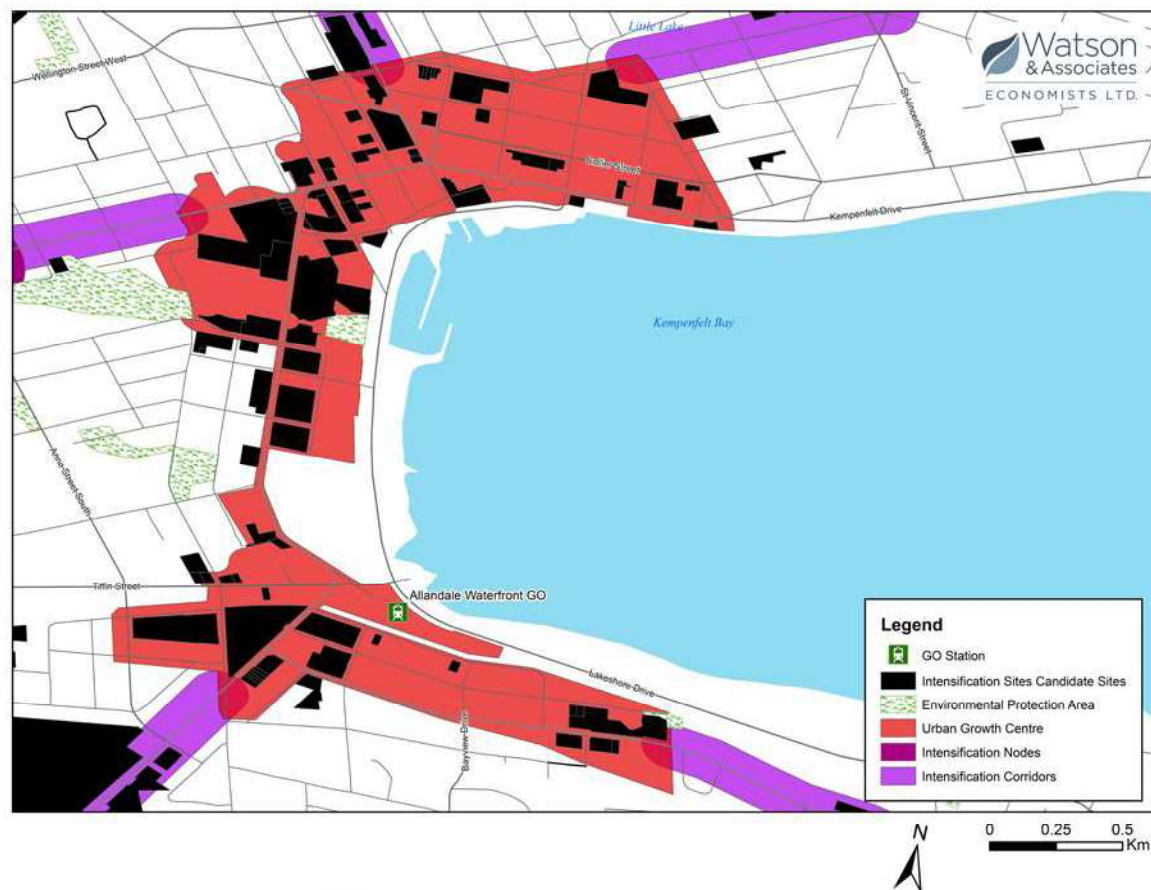 Little Lake
Watson
& Associates
ECONOMISTS LTD.
Wellington-Street-West
St-Vincent-Street
Collier-Street
Kempenfelt-Drive
Kempenfelt Bay
Anne-Street-South
Tiffin-Street
Allandale Waterfront GO
Lakeshore-Drive
Bayview-Drive
Legend
GO Station
Intensification Sites Candidate Sites
Environmental Protection Area
Urban Growth Centre
Intensification Nodes
Intensification Corridors
N
0 0.25 0.5
Km